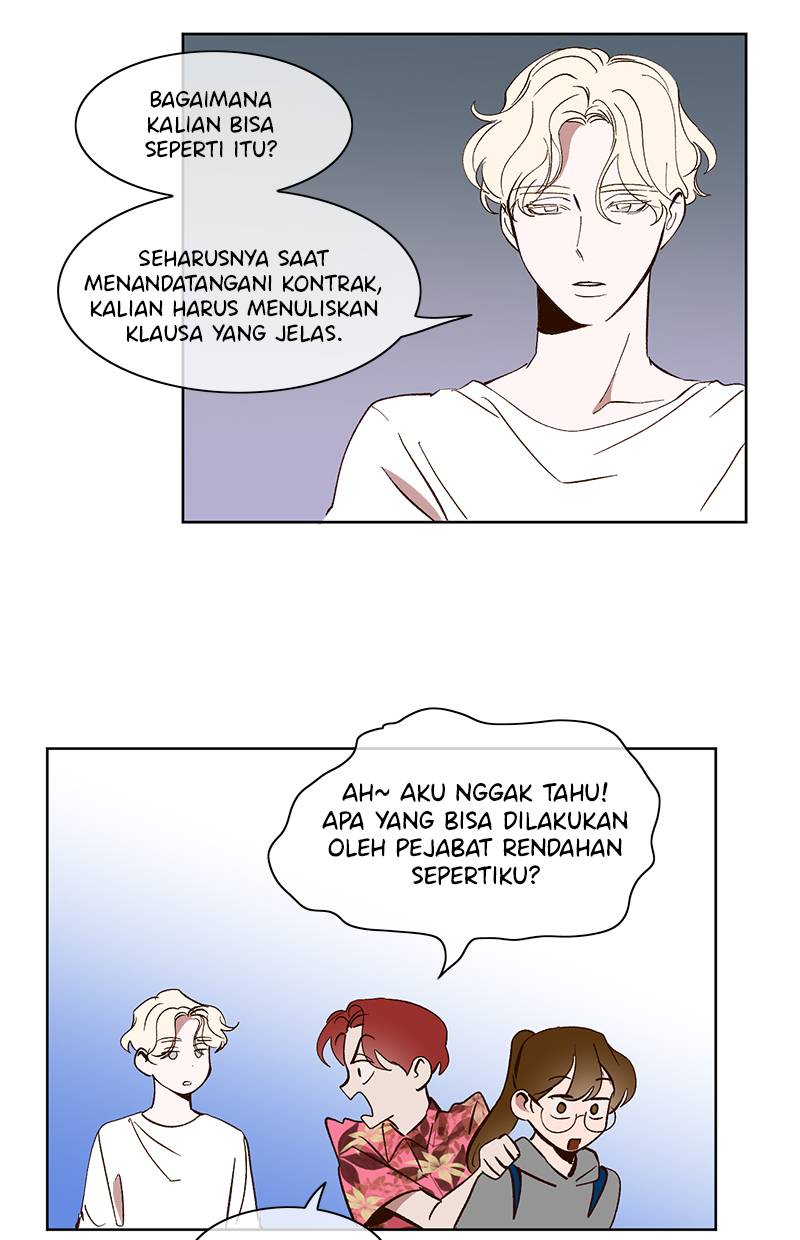 BAGAIMANA
KALIAN BISA
SEPERTI ITU?
SEHARUSNYA SAAT
MENANDATANGANI KONTRAK,
KALIAN HARUS MENULISKAN
KLAUSA YANG JELAS.
AH~ AKU NGGAK TAHU!
APA YANG BISA DILAKUKAN
OLEH PEJABAT RENDAHAN
SEPERTIKU?